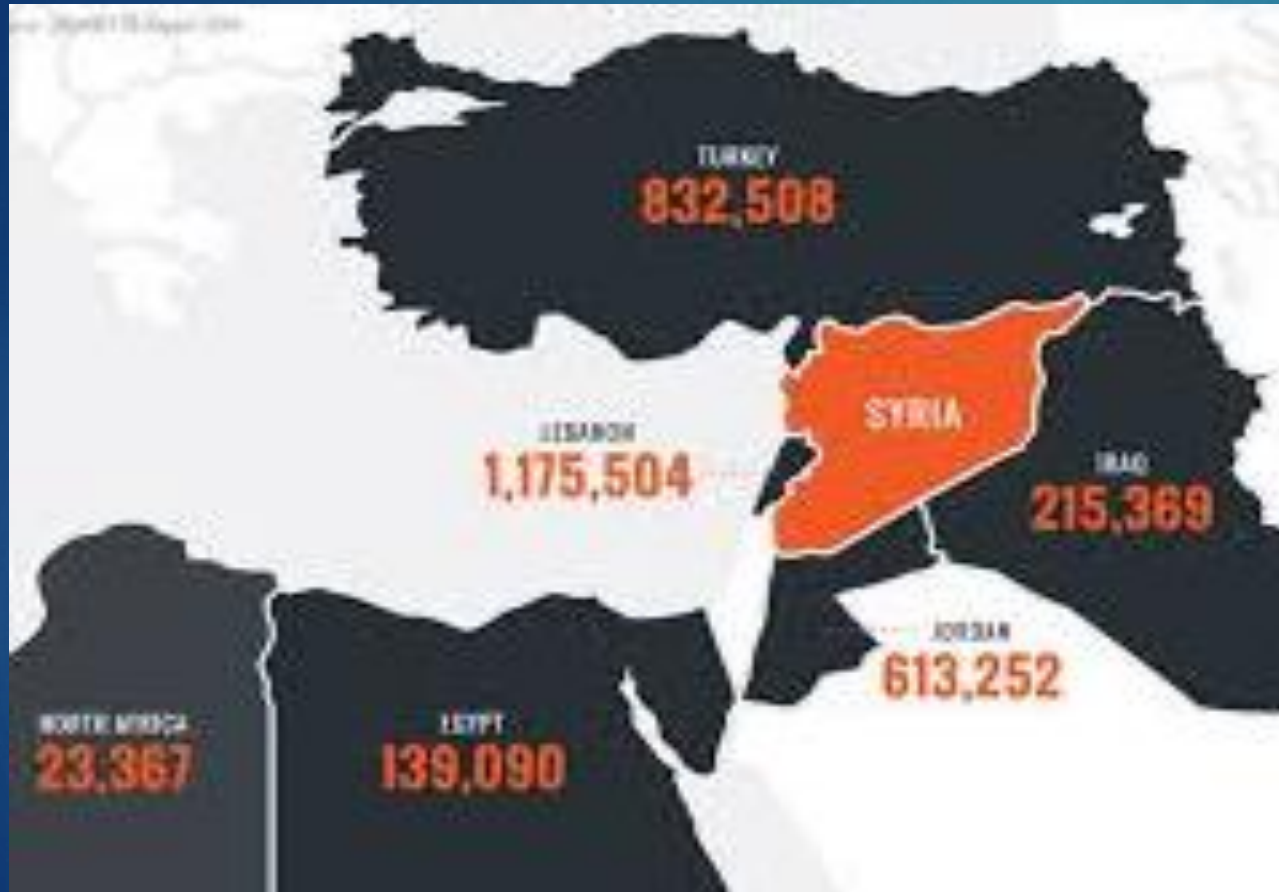 TURKEY
832,508
SYRIA
LEBANON
1,175,504
IRAQ
215,369
JORDAN
613,252
NORTH AFRICA
23,367
EGYPT
139,090